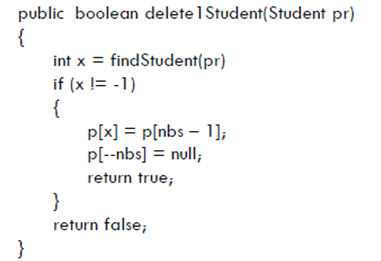 public boolean delete1Student(Student pr)
{
int x = findStudent(pr)
if (x != -1)
{
p[x] = p[nbs – 1];
p[--nbs] = null;
return true;
}
return false;
}